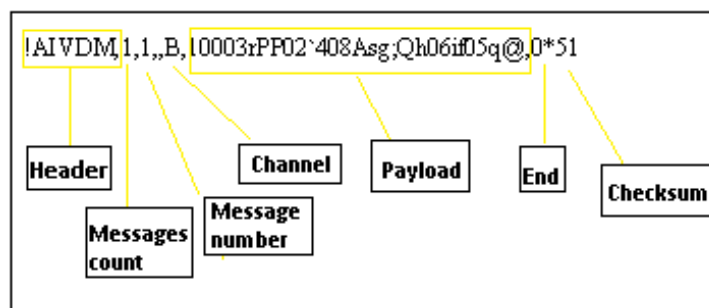 !AIVDM,1,1,,B,10003rPP02`408Asg;Qh06if05q@,0*51
Header
Channel
Payload
End
Checksum
Messages
count
Message
number